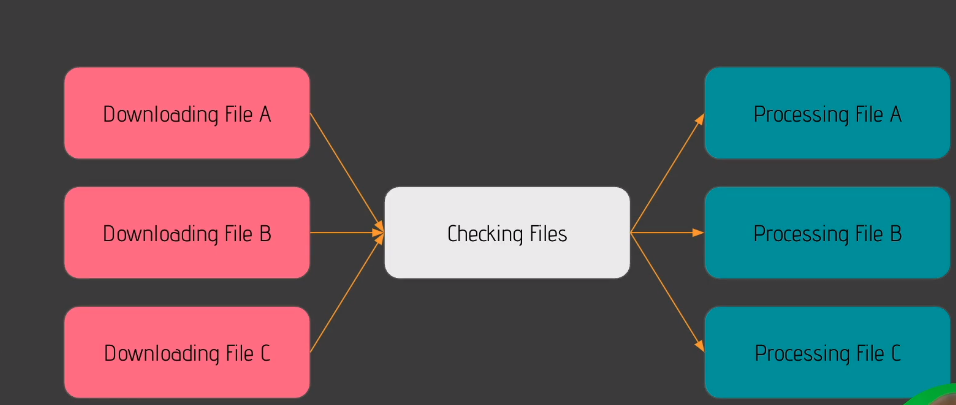 Downloading File A
Processing File A
Downloading File B
Checking Files
Processing File B
Downloading File C
Processing File C